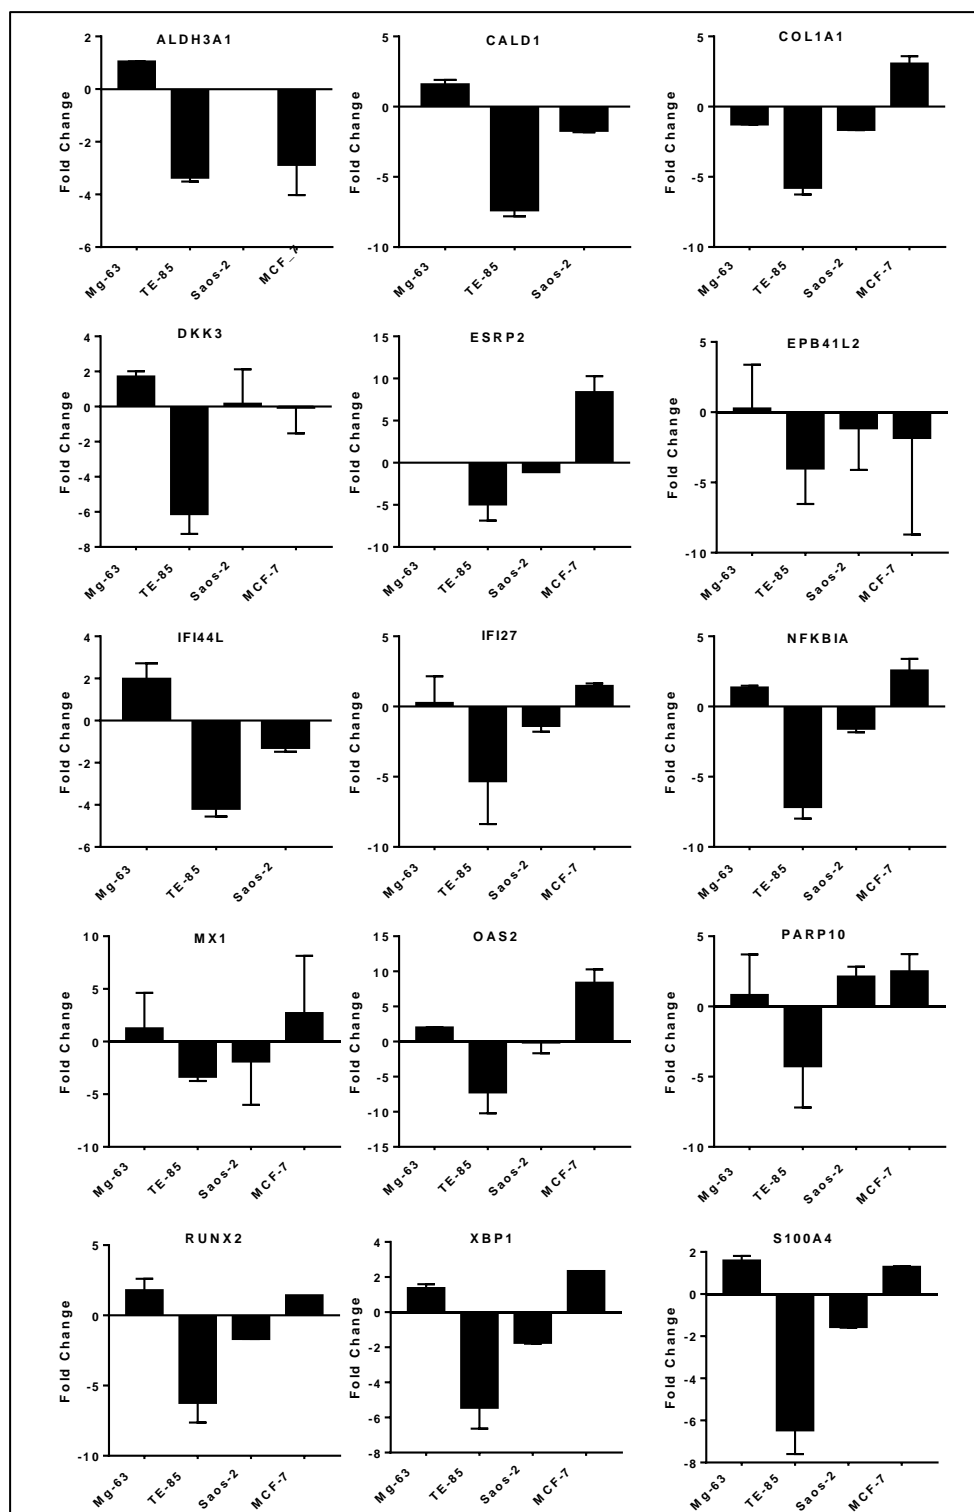 ALDH3A1
Fold Change
2
0
-2
-4
-6
Mg-63
TE-85
Saos-2
MCF_7
CALD1
Fold Change
5
0
-5
-10
Mg-63
TE-85
Saos-2
COL1A1
Fold Change
5
0
-5
-10
Mg-63
TE-85
Saos-2
MCF-7
DKK3
Fold Change
4
2
0
-2
-4
-6
-8
Mg-63
TE-85
Saos-2
MCF-7
ESRP2
Fold Change
15
10
5
0
-5
-10
Mg-63
TE-85
Saos-2
MCF-7
EPB41L2
Fold Change
5
0
-5
-10
Mg-63
TE-85
Saos-2
MCF-7
IFI44L
Fold Change
4
2
0
-2
-4
-6
Mg-63
TE-85
Saos-2
IFI27
Fold Change
5
0
-5
-10
Mg-63
TE-85
Saos-2
MCF-7
NFKBIA
Fold Change
5
0
-5
-10
Mg-63
TE-85
Saos-2
MCF-7
MX1
Fold Change
10
5
0
-5
-10
Mg-63
TE-85
Saos-2
MCF-7
OAS2
Fold Change
15
10
5
0
-5
-10
-15
Mg-63
TE-85
Saos-2
MCF-7
PARP10
Fold Change
5
0
-5
-10
Mg-63
TE-85
Saos-2
MCF-7
RUNX2
Fold Change
5
0
-5
-10
Mg-63
TE-85
Saos-2
MCF-7
XBP1
Fold Change
4
2
0
-2
-4
-6
-8
Mg-63
TE-85
Saos-2
MCF-7
S100A4
Fold Change
2
0
-2
-4
-6
-8
Mg-63
TE-85
Saos-2
MCF-7